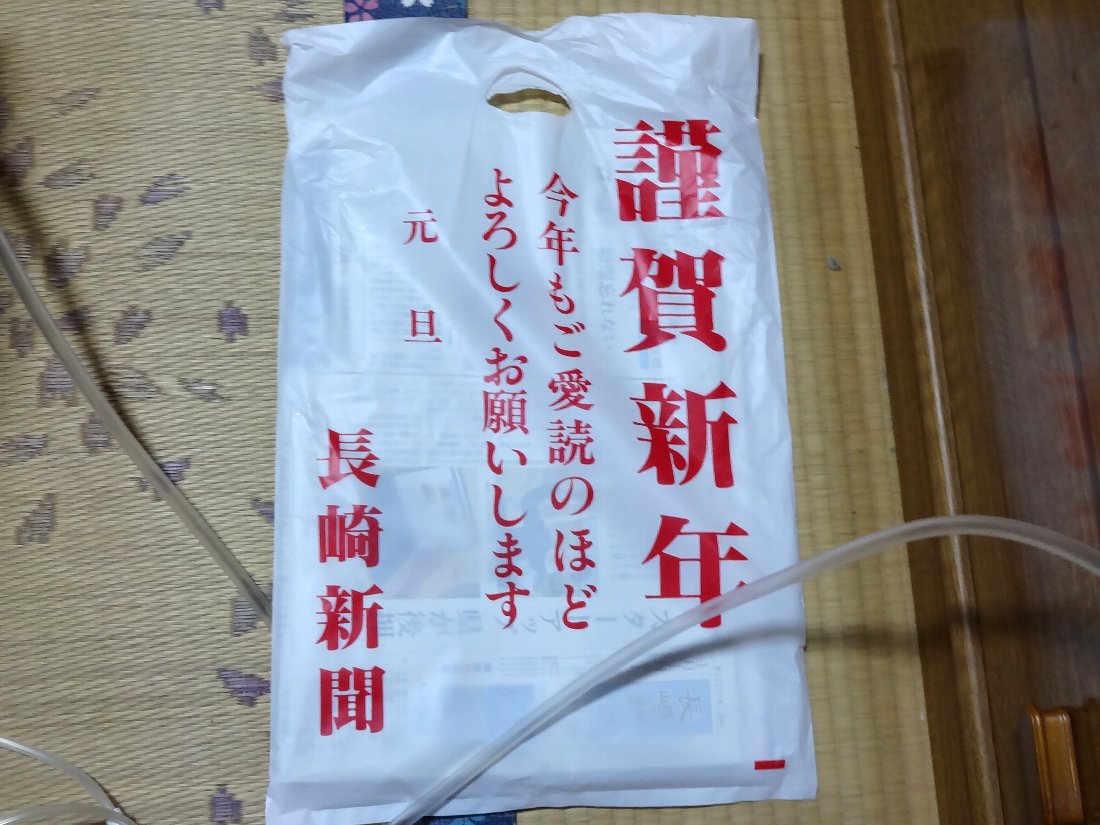 謹賀新年
今年もご愛読のほど
よろしくお願いします
元旦
長崎新聞